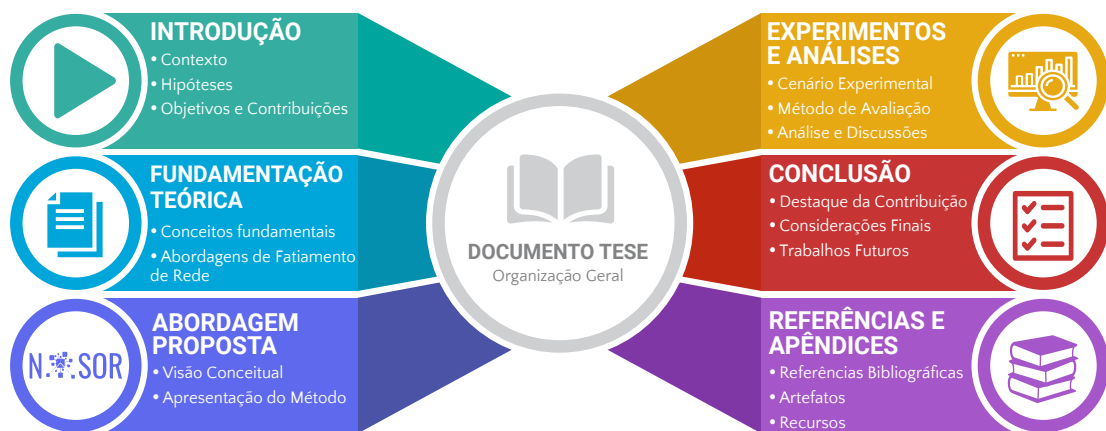 INTRODUÇÃO
• Contexto
• Hipóteses
• Objetivos e Contribuições
FUNDAMENTAÇÃO
TEÓRICA
• Conceitos fundamentais
• Abordagens de Fatiamento
de Rede
N SOR
ABORDAGEM
PROPOSTA
• Visão Conceitual
• Apresentação do Método
DOCUMENTO TESE
Organização Geral
EXPERIMENTOS
E ANÁLISES
• Cenário Experimental
• Método de Avaliação
• Análise e Discussões
CONCLUSÃO
• Destaque da Contribuição
• Considerações Finais
• Trabalhos Futuros
REFERÊNCIAS E
APÊNDICES
• Referências Bibliográficas
• Artefatos
• Recursos